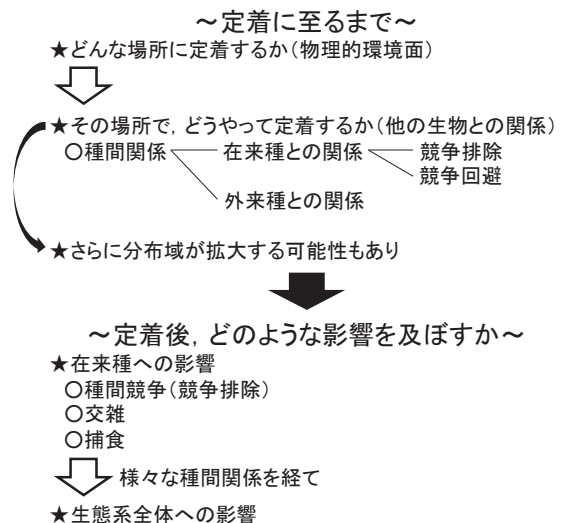 ～定着に至るまで～
★どんな場所に定着するか（物理的環境面）
★その場所で，どうやって定着するか（他の生物との関係）
○種間関係 在来種との関係 競争排除
競争回避
外来種との関係
★さらに分布域が拡大する可能性もあり
～定着後，どのような影響を及ぼすか～
★在来種への影響
○種間競争（競争排除）
○交雑
○捕食
様々な種間関係を経て
★生態系全体への影響